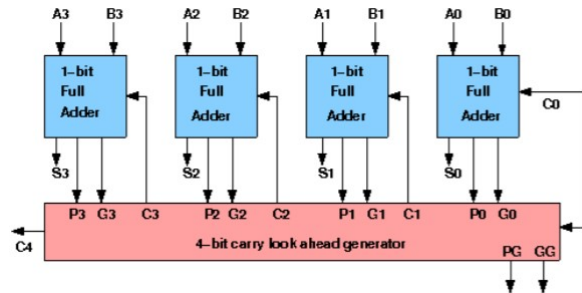 A3 B3 A2 B2 A1 B1 A0 B0
1-bit Full Adder
1-bit Full Adder
1-bit Full Adder
1-bit Full Adder
C0
S3 S2 S1 S0
P3 G3 C3 P2 G2 C2 P1 G1 C1 P0 G0
C4
4-bit carry look ahead generator
PG GG